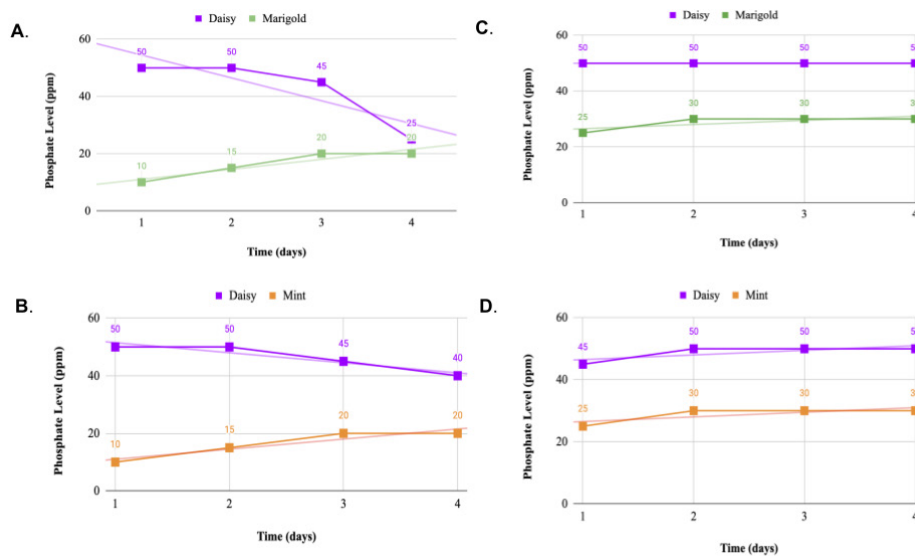 A.
Daisy Marigold
Phosphate Level (ppm)
60
40
20
0
50 50 45 25
10 15 20 20
1 2 3 4
Time (days)
C.
Daisy Marigold
Phosphate Level (ppm)
60
40
20
0
50 50 50
25 30 30
1 2 3 4
Time (days)
B.
Daisy Mint
Phosphate Level (ppm)
60
40
20
0
50 50 45 40
10 15 20 20
1 2 3 4
Time (days)
D.
Daisy Mint
Phosphate Level (ppm)
60
40
20
0
45 50 50
25 30 30
1 2 3 4
Time (days)